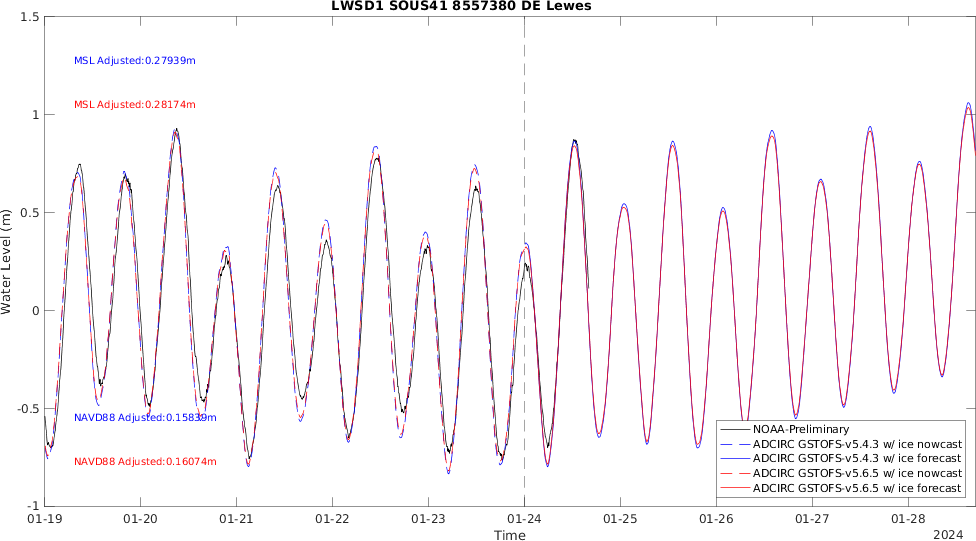 LWSD1 SOUS41 8557380 DE Lewes
1.5
MSL Adjusted:0.27939m
MSL Adjusted:0.28174m
1
0.5
Water Level (m)
0
-0.5
NAVD88 Adjusted:0.15839m
NAVD88 Adjusted:0.16074m
-1
NOAA-Preliminary
ADCIRC GSTOFS-v5.4.3 w/ ice nowcast
ADCIRC GSTOFS-v5.4.3 w/ ice forecast
ADCIRC GSTOFS-v5.6.5 w/ ice nowcast
ADCIRC GSTOFS-v5.6.5 w/ ice forecast
01-19 01-20 01-21 01-22 01-23 01-24 01-25 01-26 01-27 01-28
Time
2024